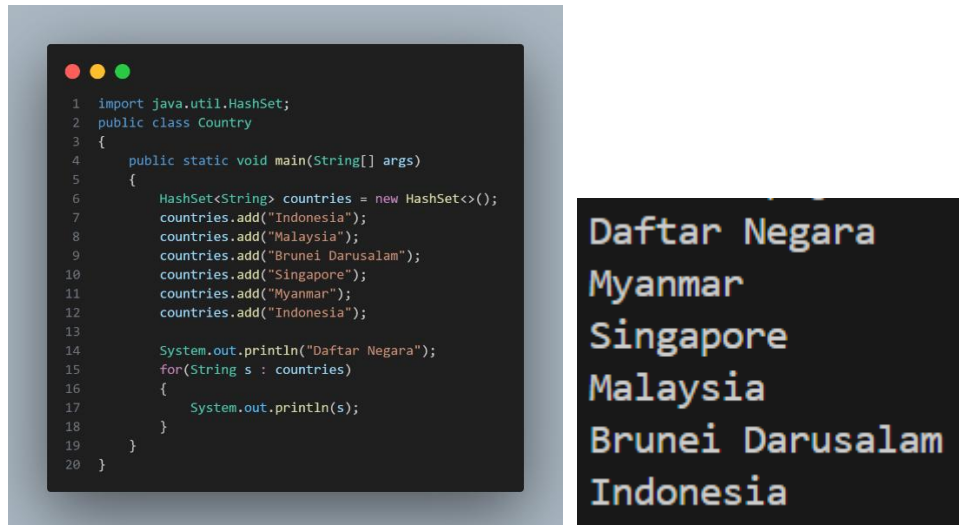 1 import java.util.HashSet;
2 public class Country
3 {
4     public static void main(String[] args)
5     {
6         HashSet<String> countries = new HashSet<>();
7         countries.add("Indonesia");
8         countries.add("Malaysia");
9         countries.add("Brunei Darusalam");
10         countries.add("Singapore");
11         countries.add("Myanmar");
12         countries.add("Indonesia");
13
14         System.out.println("Daftar Negara");
15         for(String s : countries)
16         {
17             System.out.println(s);
18         }
19     }
20 }
Daftar Negara
Myanmar
Singapore
Malaysia
Brunei Darusalam
Indonesia